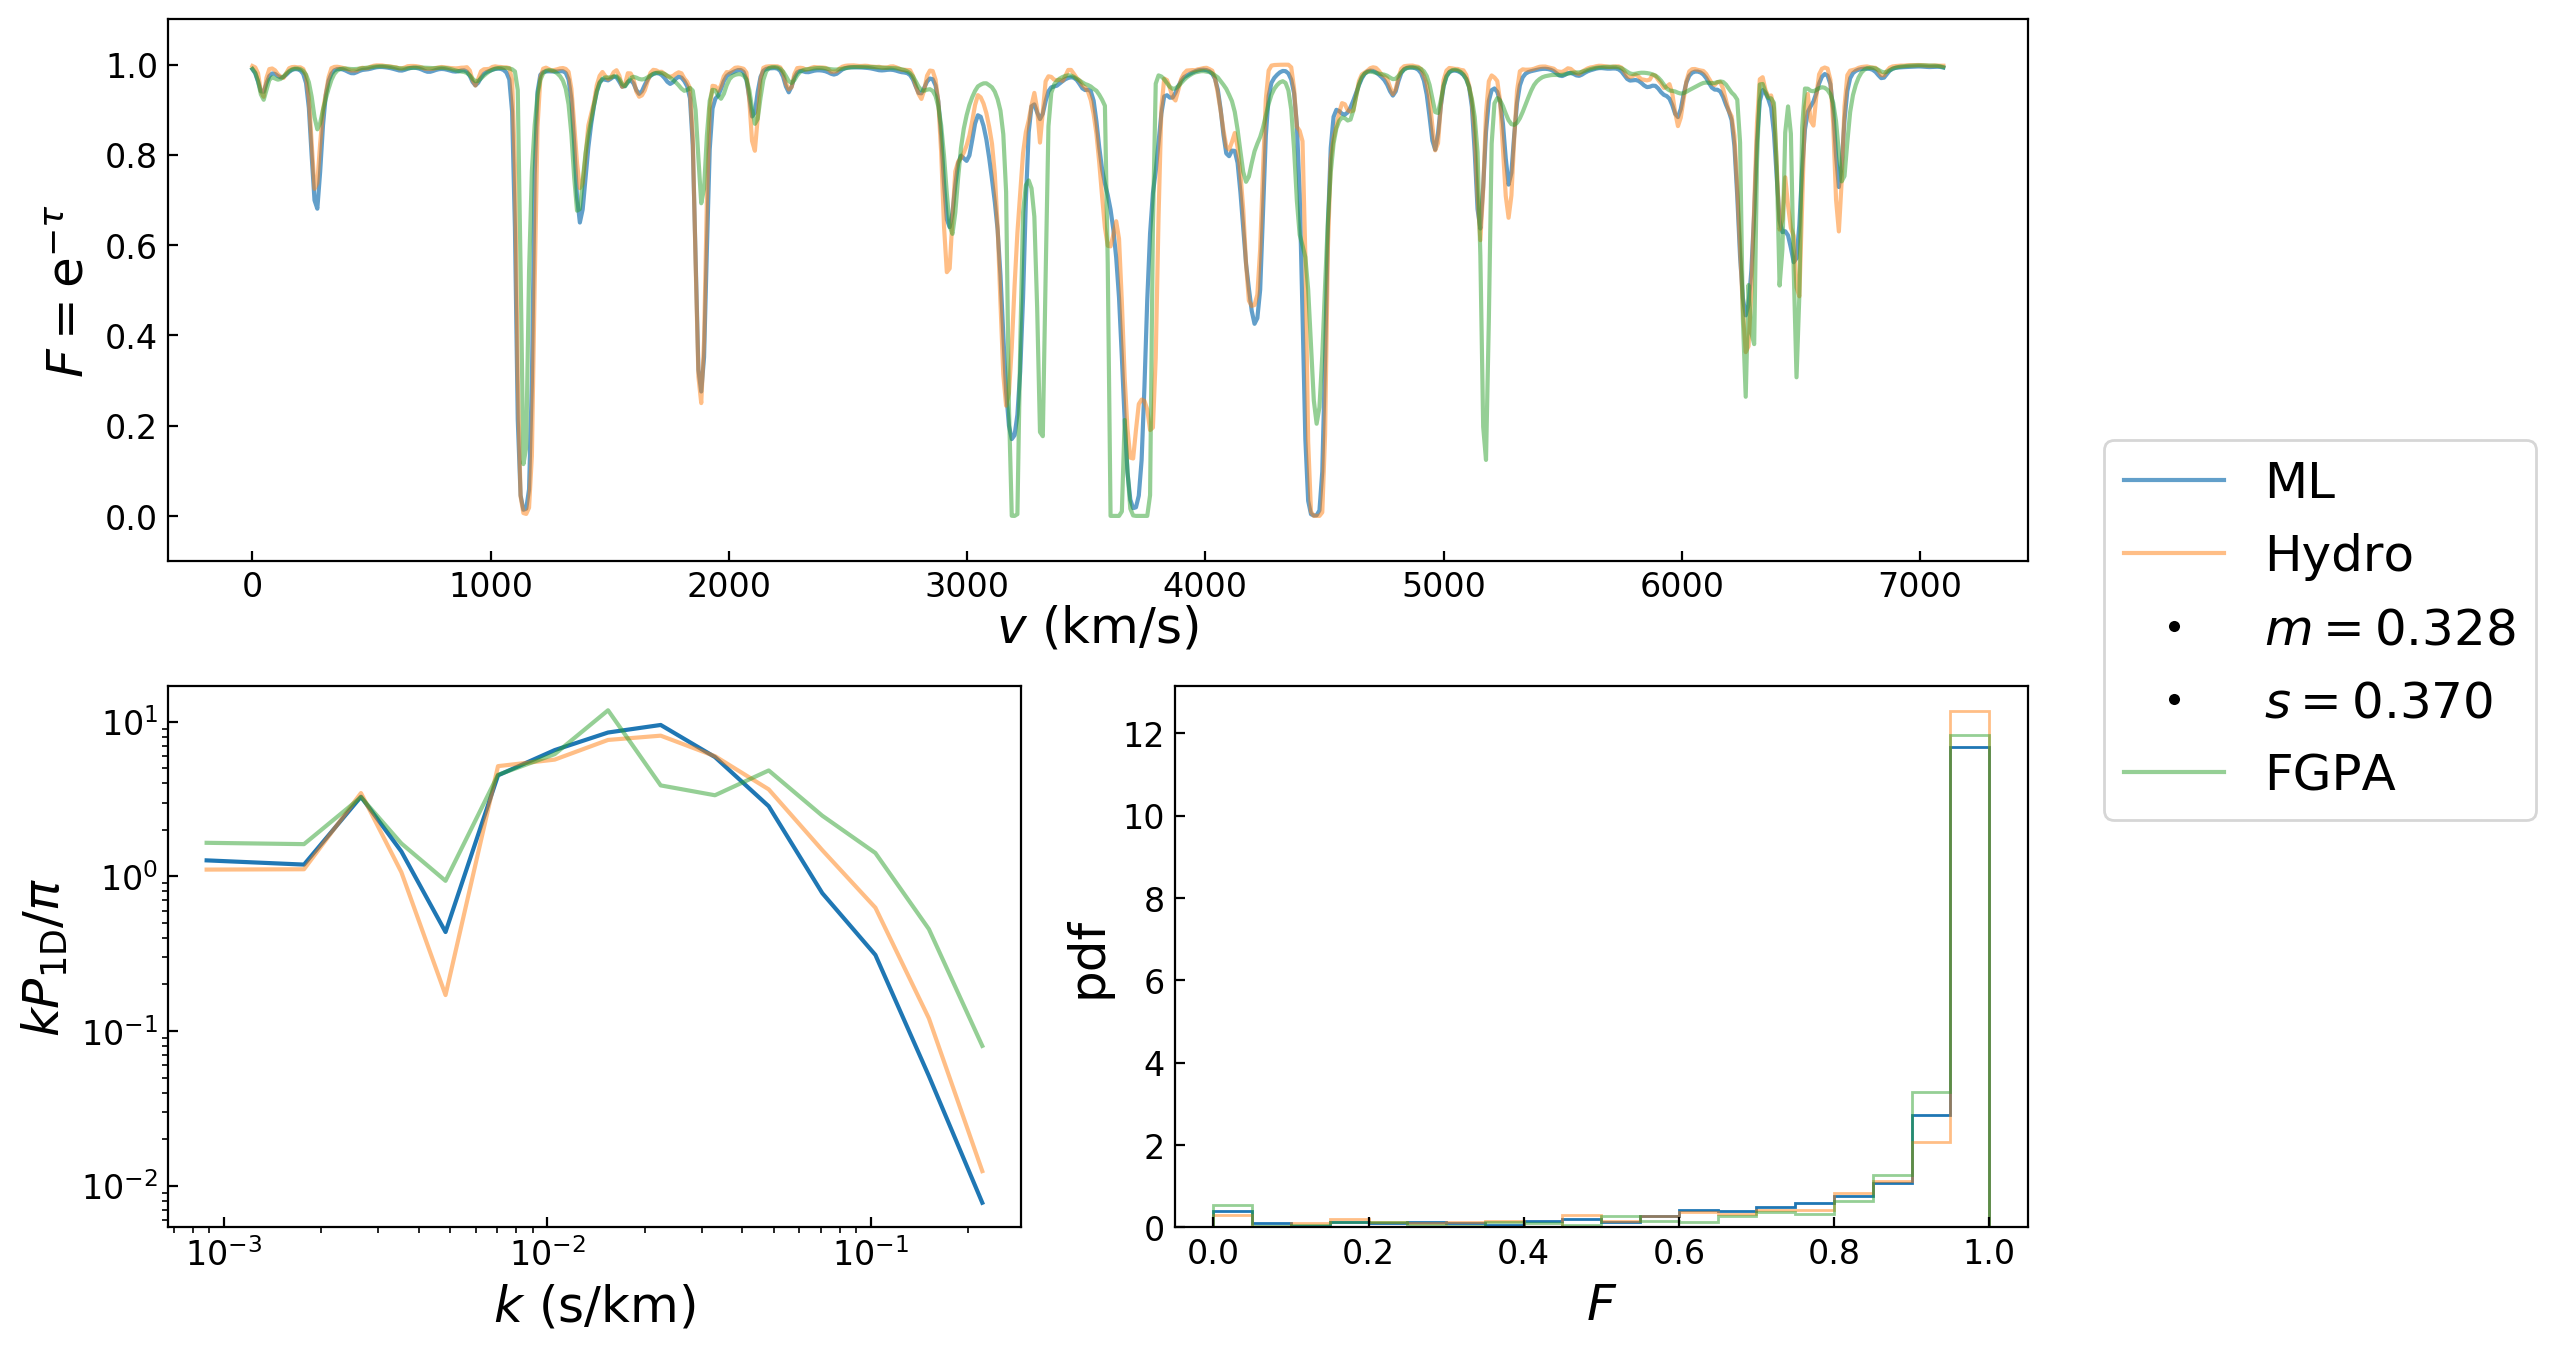 1.0
0.8
0.6
0.4
0.2
0.0
F = e^{-τ}
0 1000 2000 3000 4000 5000 6000 7000
v (km/s)
ML
Hydro
m = 0.328
s = 0.370
FGPA
10^1
10^0
10^{-1}
10^{-2}
kP_{1D}/π
10^{-3} 10^{-2} 10^{-1}
k (s/km)
12
10
8
6
4
2
0
pdf
0.0 0.2 0.4 0.6 0.8 1.0
F